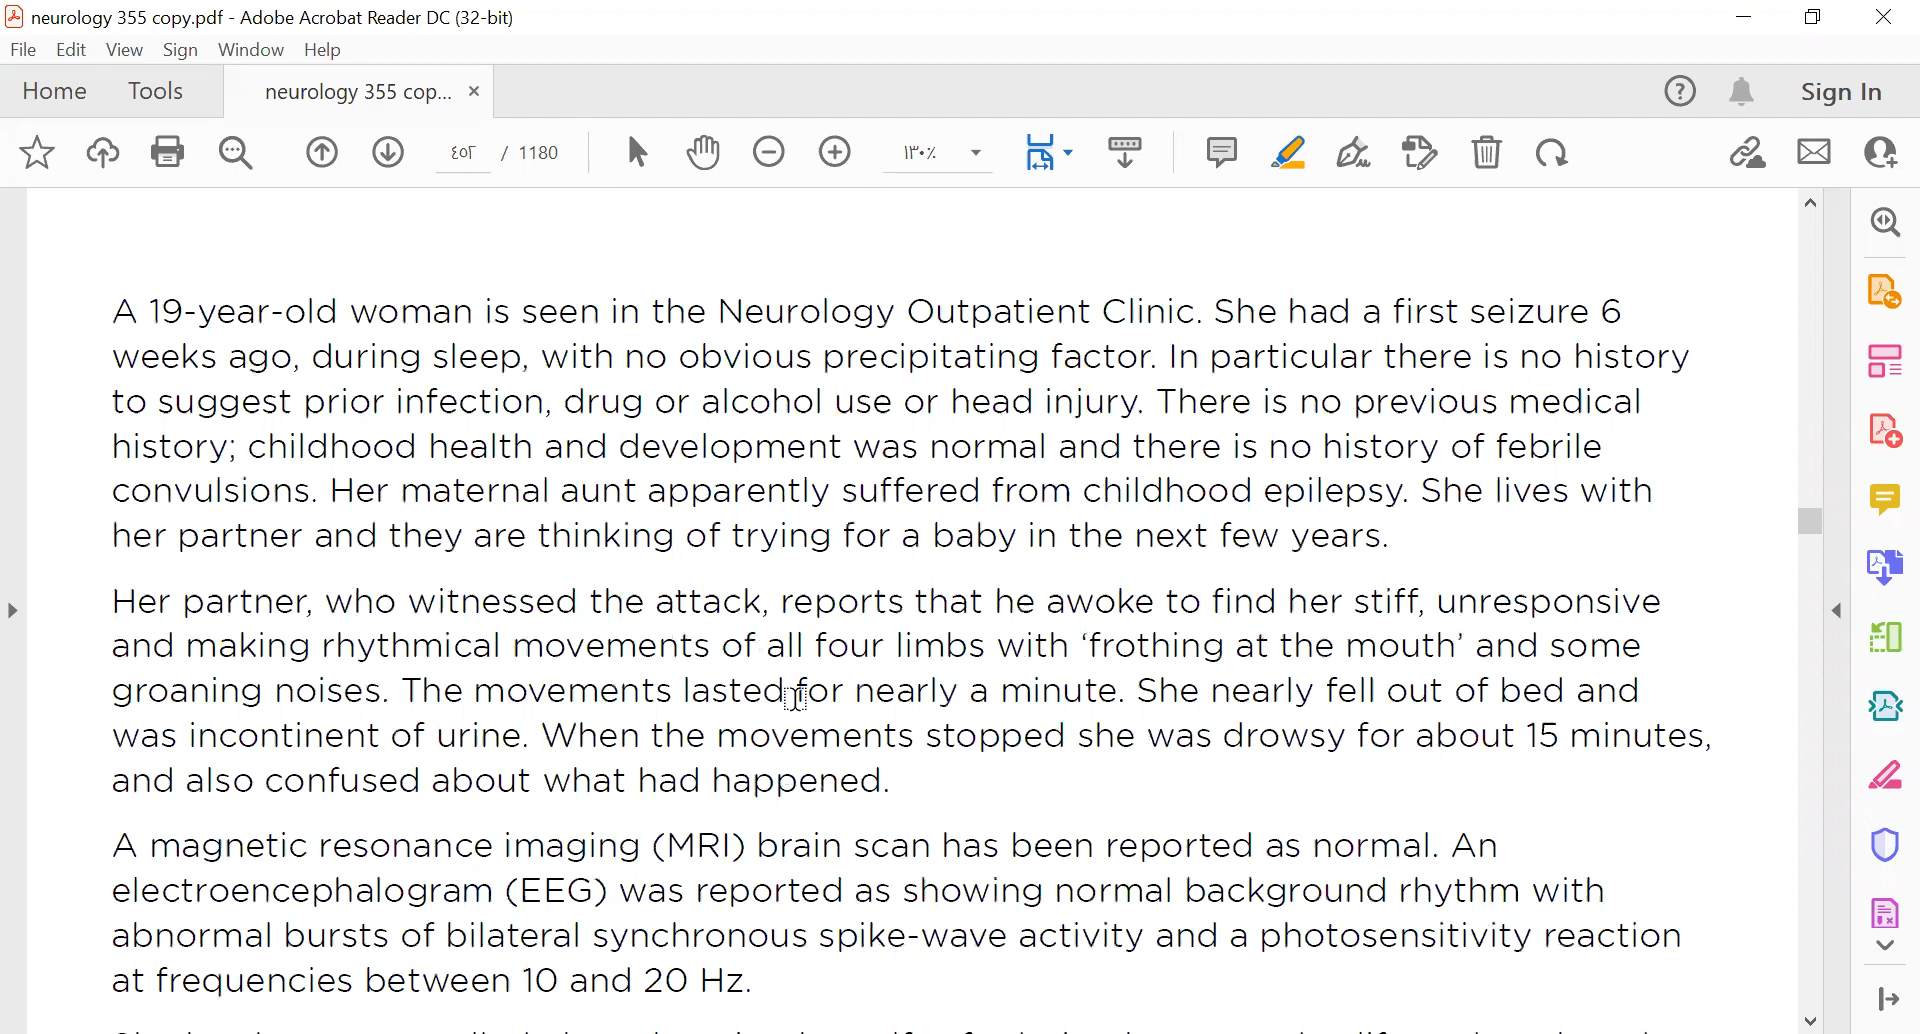 neurology 355 copy.pdf - Adobe Acrobat Reader DC (32-bit)
File Edit View Sign Window Help
Home Tools neurology 355 cop... × Sign In
٤٥٢ / 1180 ١٣٠٪
A 19-year-old woman is seen in the Neurology Outpatient Clinic. She had a first seizure 6
weeks ago, during sleep, with no obvious precipitating factor. In particular there is no history
to suggest prior infection, drug or alcohol use or head injury. There is no previous medical
history; childhood health and development was normal and there is no history of febrile
convulsions. Her maternal aunt apparently suffered from childhood epilepsy. She lives with
her partner and they are thinking of trying for a baby in the next few years.
Her partner, who witnessed the attack, reports that he awoke to find her stiff, unresponsive
and making rhythmical movements of all four limbs with ‘frothing at the mouth’ and some
groaning noises. The movements lasted for nearly a minute. She nearly fell out of bed and
was incontinent of urine. When the movements stopped she was drowsy for about 15 minutes,
and also confused about what had happened.
A magnetic resonance imaging (MRI) brain scan has been reported as normal. An
electroencephalogram (EEG) was reported as showing normal background rhythm with
abnormal bursts of bilateral synchronous spike-wave activity and a photosensitivity reaction
at frequencies between 10 and 20 Hz.